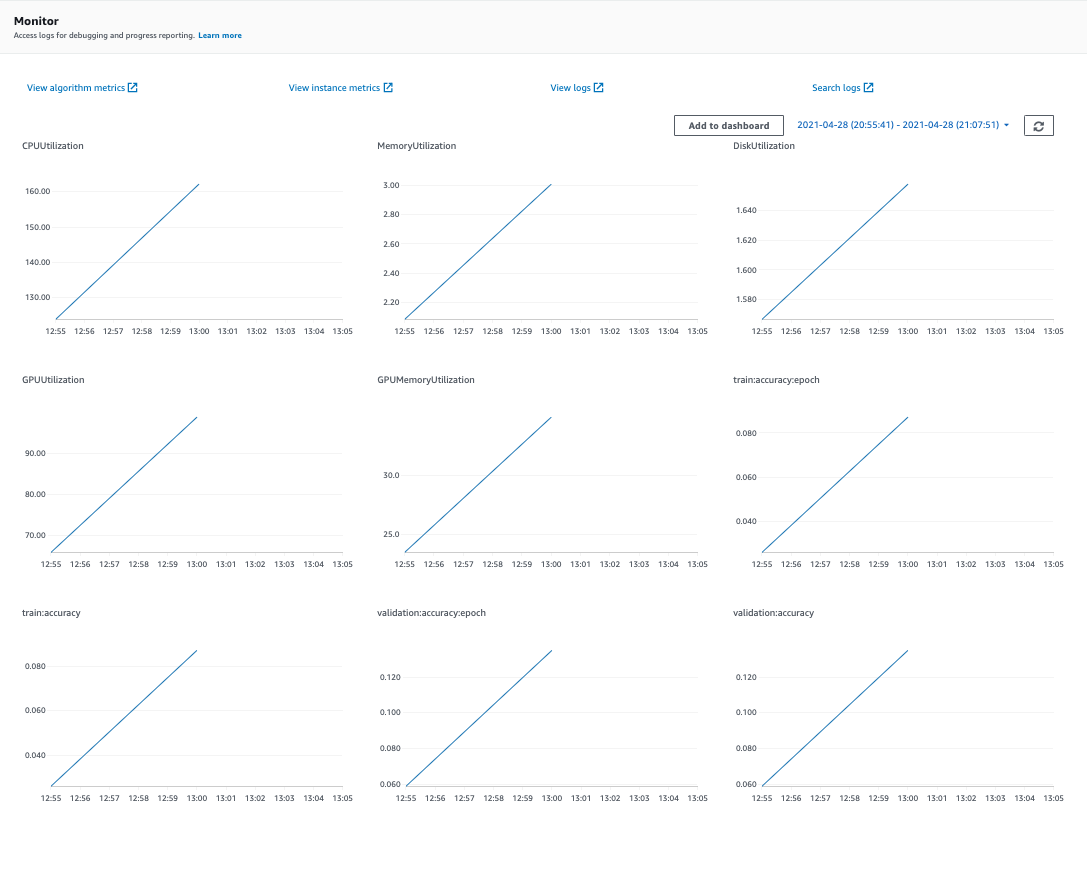 Monitor
Access logs for debugging and progress reporting. Learn more
View algorithm metrics View instance metrics View logs Search logs
Add to dashboard 2021-04-28 (20:55:41) - 2021-04-28 (21:07:51)
CPUUtilization
160.00
150.00
140.00
130.00
12:55 12:56 12:57 12:58 12:59 13:00 13:01 13:02 13:03 13:04 13:05
MemoryUtilization
3.00
2.80
2.60
2.40
2.20
12:55 12:56 12:57 12:58 12:59 13:00 13:01 13:02 13:03 13:04 13:05
DiskUtilization
1.640
1.620
1.600
1.580
12:55 12:56 12:57 12:58 12:59 13:00 13:01 13:02 13:03 13:04 13:05
GPUUtilization
90.00
80.00
70.00
12:55 12:56 12:57 12:58 12:59 13:00 13:01 13:02 13:03 13:04 13:05
GPUMemoryUtilization
30.0
25.0
12:55 12:56 12:57 12:58 12:59 13:00 13:01 13:02 13:03 13:04 13:05
train:accuracy:epoch
0.080
0.060
0.040
12:55 12:56 12:57 12:58 12:59 13:00 13:01 13:02 13:03 13:04 13:05
train:accuracy
0.080
0.060
0.040
12:55 12:56 12:57 12:58 12:59 13:00 13:01 13:02 13:03 13:04 13:05
validation:accuracy:epoch
0.120
0.100
0.080
0.060
12:55 12:56 12:57 12:58 12:59 13:00 13:01 13:02 13:03 13:04 13:05
validation:accuracy
0.120
0.100
0.080
0.060
12:55 12:56 12:57 12:58 12:59 13:00 13:01 13:02 13:03 13:04 13:05